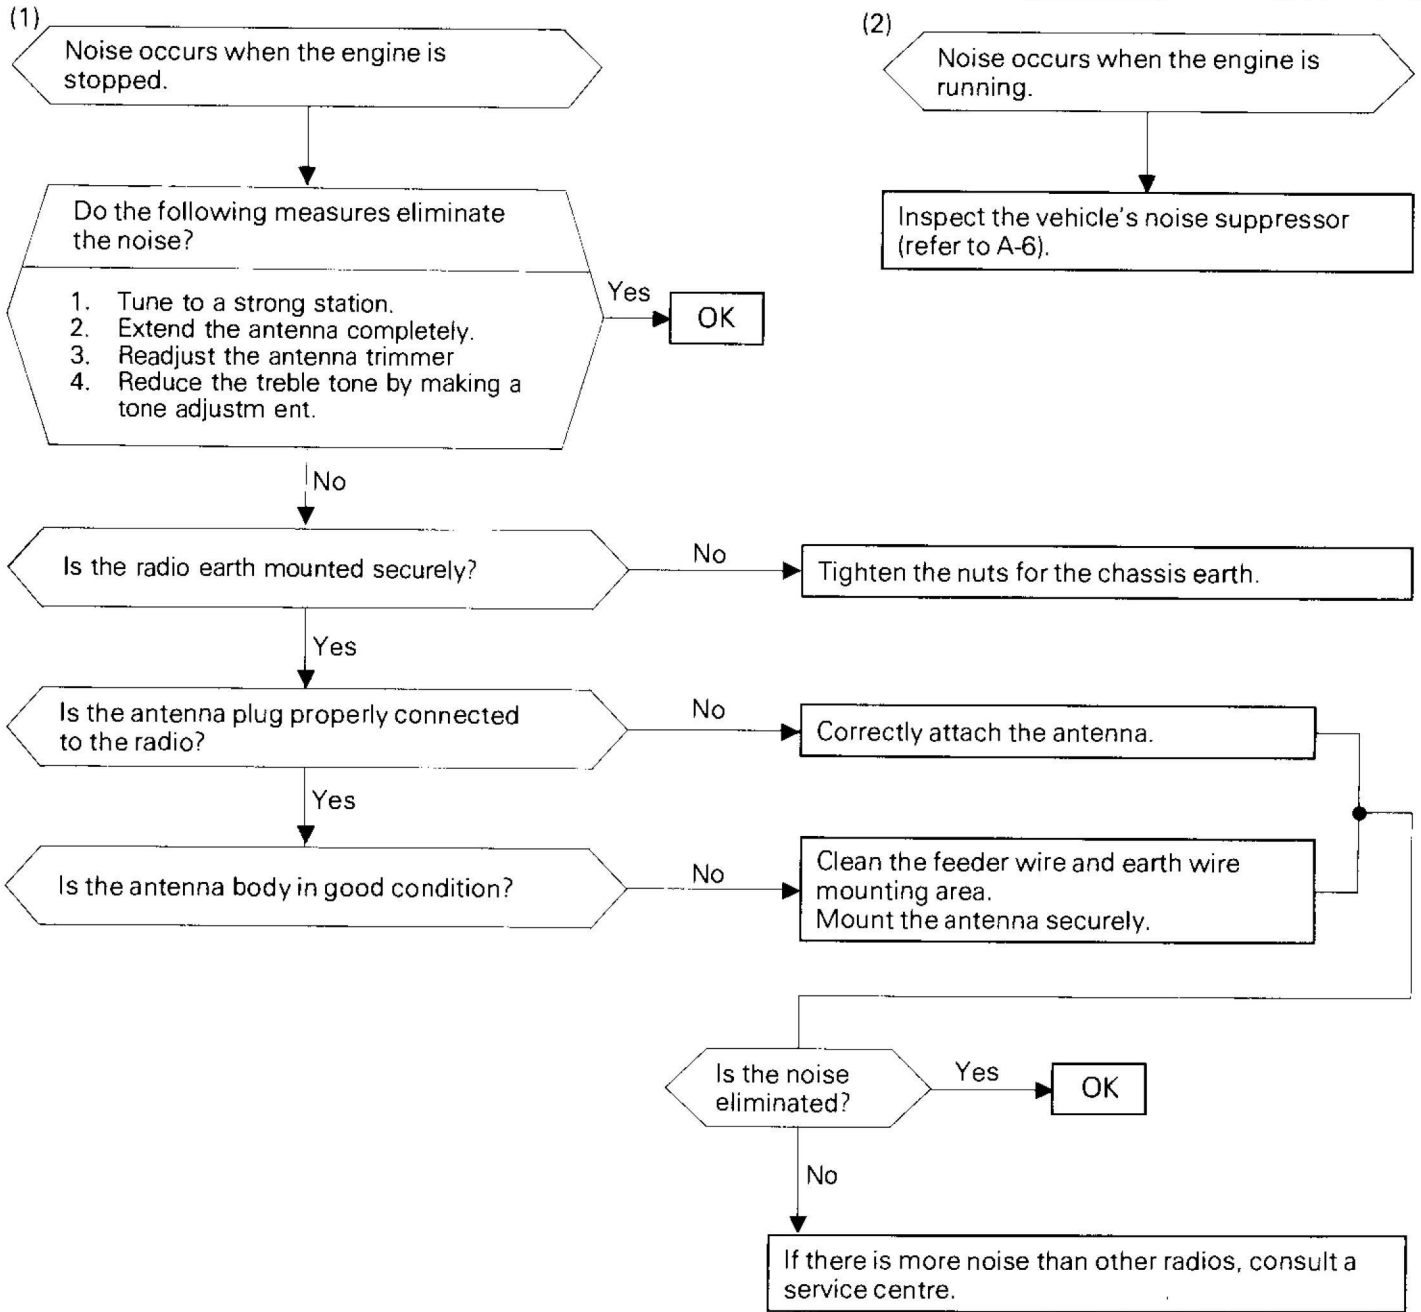 (1)
Noise occurs when the engine is
stopped.
Do the following measures eliminate
the noise?
1. Tune to a strong station.
2. Extend the antenna completely.
3. Readjust the antenna trimmer
4. Reduce the treble tone by making a
tone adjustm ent.
Yes
OK
No
Is the radio earth mounted securely?
No
Tighten the nuts for the chassis earth.
Yes
Is the antenna plug properly connected
to the radio?
No
Correctly attach the antenna.
Yes
Is the antenna body in good condition?
No
Clean the feeder wire and earth wire
mounting area.
Mount the antenna securely.
Is the noise
eliminated?
Yes
OK
No
If there is more noise than other radios, consult a
service centre.
(2)
Noise occurs when the engine is
running.
Inspect the vehicle's noise suppressor
(refer to A-6).